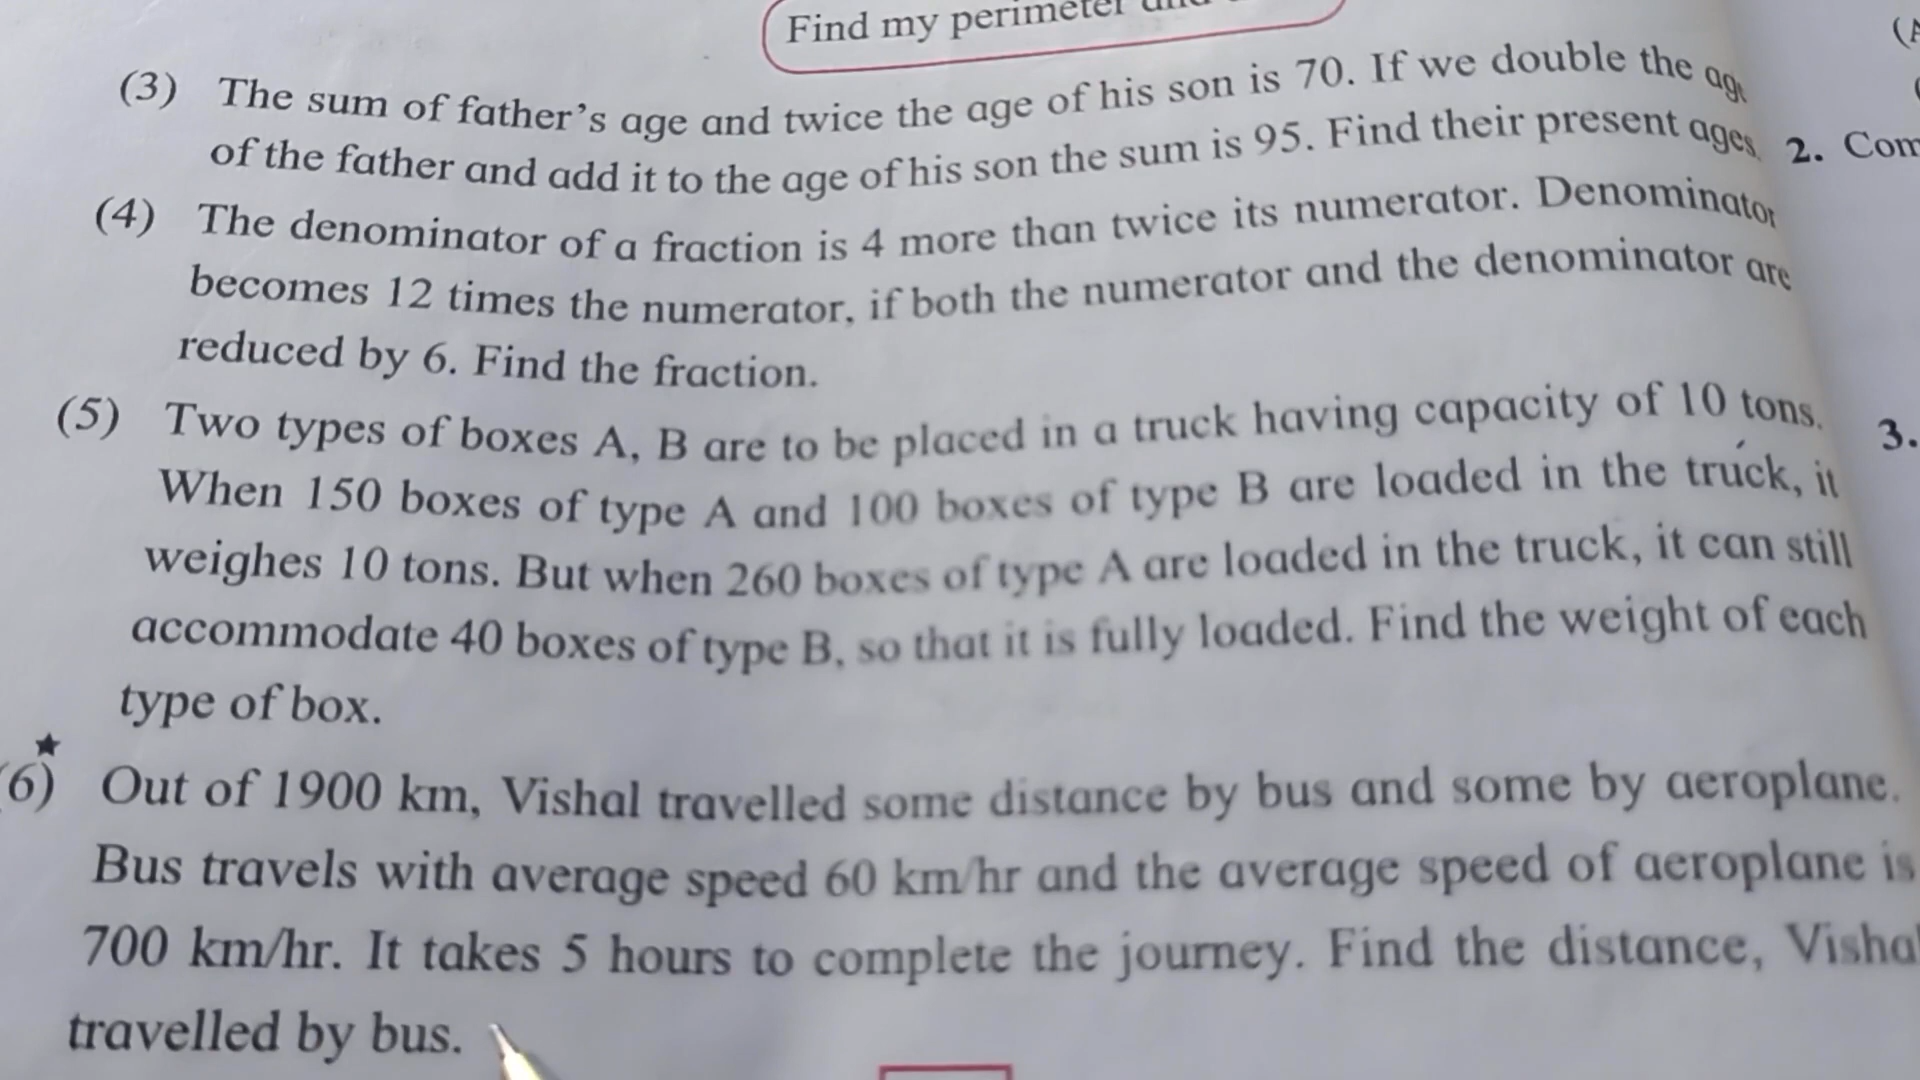 Find my perimeter
(3) The sum of father's age and twice the age of his son is 70. If we double the
of the father and add it to the age of his son the sum is 95. Find their present ages.
2. Com
(4) The denominator of a fraction is 4 more than twice its numerator. Denominator
becomes 12 times the numerator, if both the numerator and the denominator are
reduced by 6. Find the fraction.
(5) Two types of boxes A, B are to be placed in a truck having capacity of 10 tons.
3.
When 150 boxes of type A and 100 boxes of type B are loaded in the truck, it
weighes 10 tons. But when 260 boxes of type A are loaded in the truck, it can still
accommodate 40 boxes of type B, so that it is fully loaded. Find the weight of each
type of box.
(6)★ Out of 1900 km, Vishal travelled some distance by bus and some by aeroplane.
Bus travels with average speed 60 km/hr and the average speed of aeroplane is
700 km/hr. It takes 5 hours to complete the journey. Find the distance, Vishal
travelled by bus.